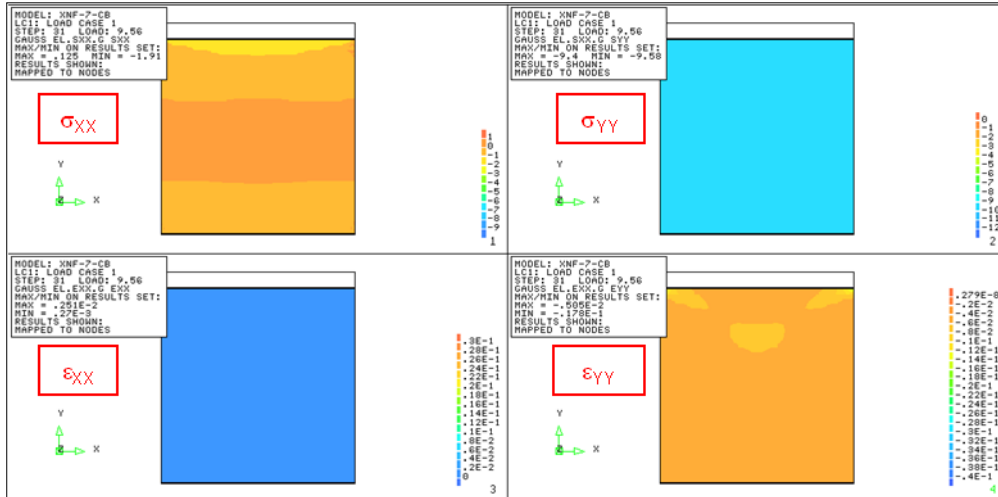 MODEL: XNF-7-CB
LC1: LOAD CASE 1
STEP: 31 LOAD: 9.56
GAUSS EL.SXX.G SXX
MAX/MIN ON RESULTS SET:
MAX = .125 MIN = -1.91
RESULTS SHOWN:
MAPPED TO NODES
σXX
Y
Z X
1
0
-1
-2
-3
-4
-5
-6
-7
-8
-9
1
MODEL: XNF-7-CB
LC1: LOAD CASE 1
STEP: 31 LOAD: 9.56
GAUSS EL.SXX.G SYY
MAX/MIN ON RESULTS SET:
MAX = -9.4 MIN = -9.58
RESULTS SHOWN:
MAPPED TO NODES
σYY
Y
Z X
0
-1
-2
-3
-4
-5
-6
-7
-8
-9
-10
-11
-12
2
MODEL: XNF-7-CB
LC1: LOAD CASE 1
STEP: 31 LOAD: 9.56
GAUSS EL.EXX.G EXX
MAX/MIN ON RESULTS SET:
MAX = .251E-2
MIN = .27E-3
RESULTS SHOWN:
MAPPED TO NODES
εXX
Y
Z X
.3E-1
.28E-1
.26E-1
.24E-1
.22E-1
.2E-1
.18E-1
.16E-1
.14E-1
.12E-1
.1E-1
.8E-2
.6E-2
.4E-2
.2E-2
0
3
MODEL: XNF-7-CB
LC1: LOAD CASE 1
STEP: 31 LOAD: 9.56
GAUSS EL.EXX.G EYY
MAX/MIN ON RESULTS SET:
MAX = -.505E-2
MIN = -.178E-1
RESULTS SHOWN:
MAPPED TO NODES
εYY
Y
Z X
.279E-8
-.2E-2
-.4E-2
-.6E-2
-.8E-2
-.1E-1
-.12E-1
-.14E-1
-.16E-1
-.18E-1
-.2E-1
-.22E-1
-.24E-1
-.26E-1
-.28E-1
-.3E-1
-.32E-1
-.34E-1
-.36E-1
-.38E-1
-.4E-1
4